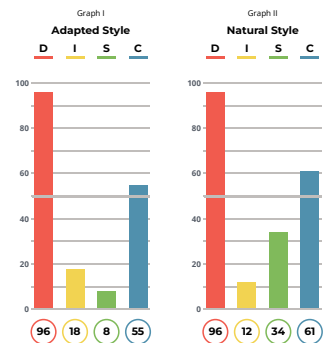 Graph I
Adapted Style
D I S C
100
80
60
40
20
0
96 18 8 55
Graph II
Natural Style
D I S C
100
80
60
40
20
0
96 12 34 61